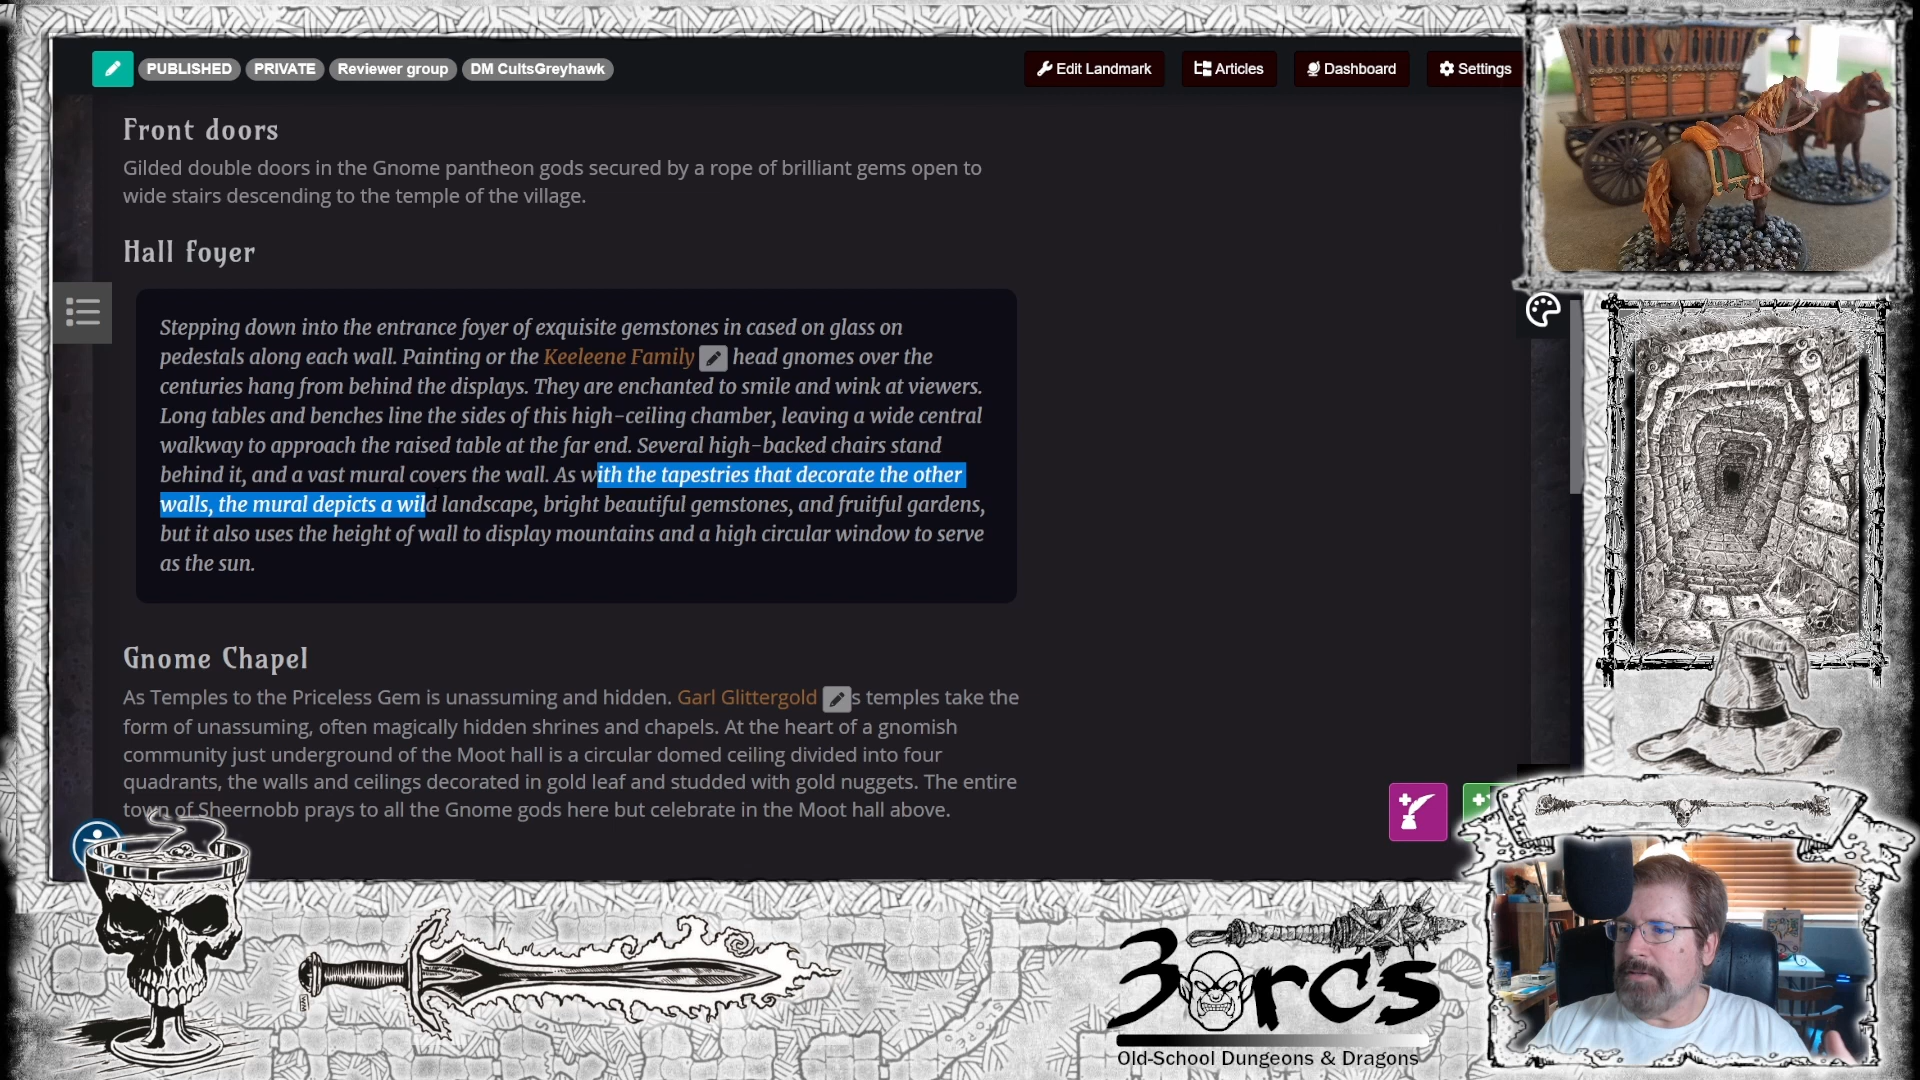 PUBLISHED PRIVATE Reviewer group DM CultsGreyhawk
Edit Landmark Articles Dashboard Settings
Front doors
Gilded double doors in the Gnome pantheon gods secured by a rope of brilliant gems open to
wide stairs descending to the temple of the village.
Hall foyer
Stepping down into the entrance foyer of exquisite gemstones in cased on glass on
pedestals along each wall. Painting or the Keeleene Family head gnomes over the
centuries hang from behind the displays. They are enchanted to smile and wink at viewers.
Long tables and benches line the sides of this high-ceiling chamber, leaving a wide central
walkway to approach the raised table at the far end. Several high-backed chairs stand
behind it, and a vast mural covers the wall. As with the tapestries that decorate the other
walls, the mural depicts a wild landscape, bright beautiful gemstones, and fruitful gardens,
but it also uses the height of wall to display mountains and a high circular window to serve
as the sun.
Gnome Chapel
As Temples to the Priceless Gem is unassuming and hidden. Garl Glittergold s temples take the
form of unassuming, often magically hidden shrines and chapels. At the heart of a gnomish
community just underground of the Moot hall is a circular domed ceiling divided into four
quadrants, the walls and ceilings decorated in gold leaf and studded with gold nuggets. The entire
town of Sheernobb prays to all the Gnome gods here but celebrate in the Moot hall above.
3 orcs
Old-School Dungeons & Dragons